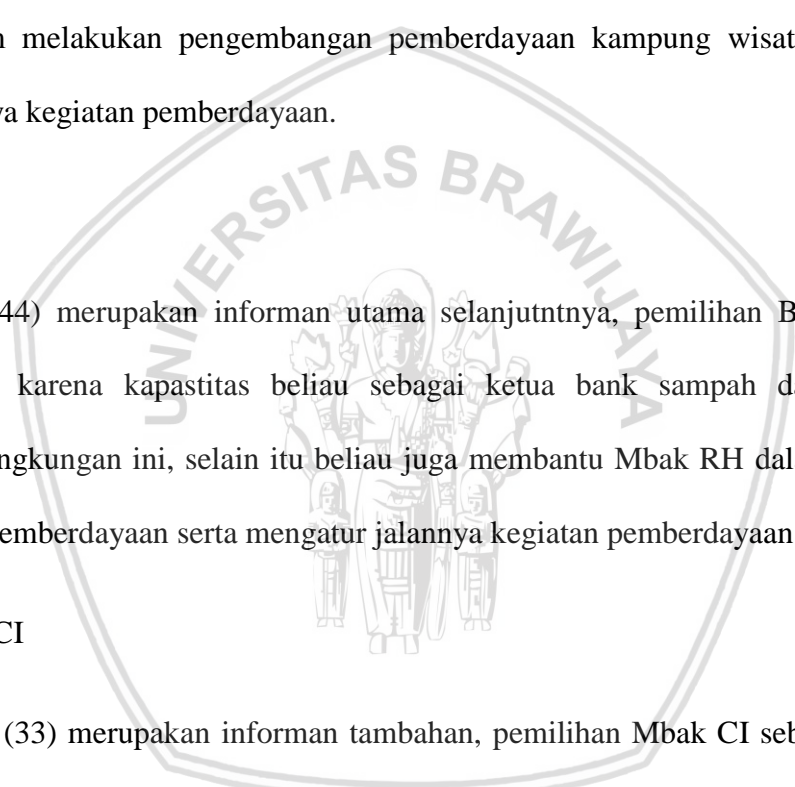 melakukan pengembangan pemberdayaan kampung wisat
kegiatan pemberdayaan.
UNIVERSITAS BRAWIJAYA
44) merupakan informan utama selanjutntnya, pemilihan B
karena kapastitas beliau sebagai ketua bank sampah da
ngkungan ini, selain itu beliau juga membantu Mbak RH dal
emberdayaan serta mengatur jalannya kegiatan pemberdayaan
CI
(33) merupakan informan tambahan, pemilihan Mbak CI seb